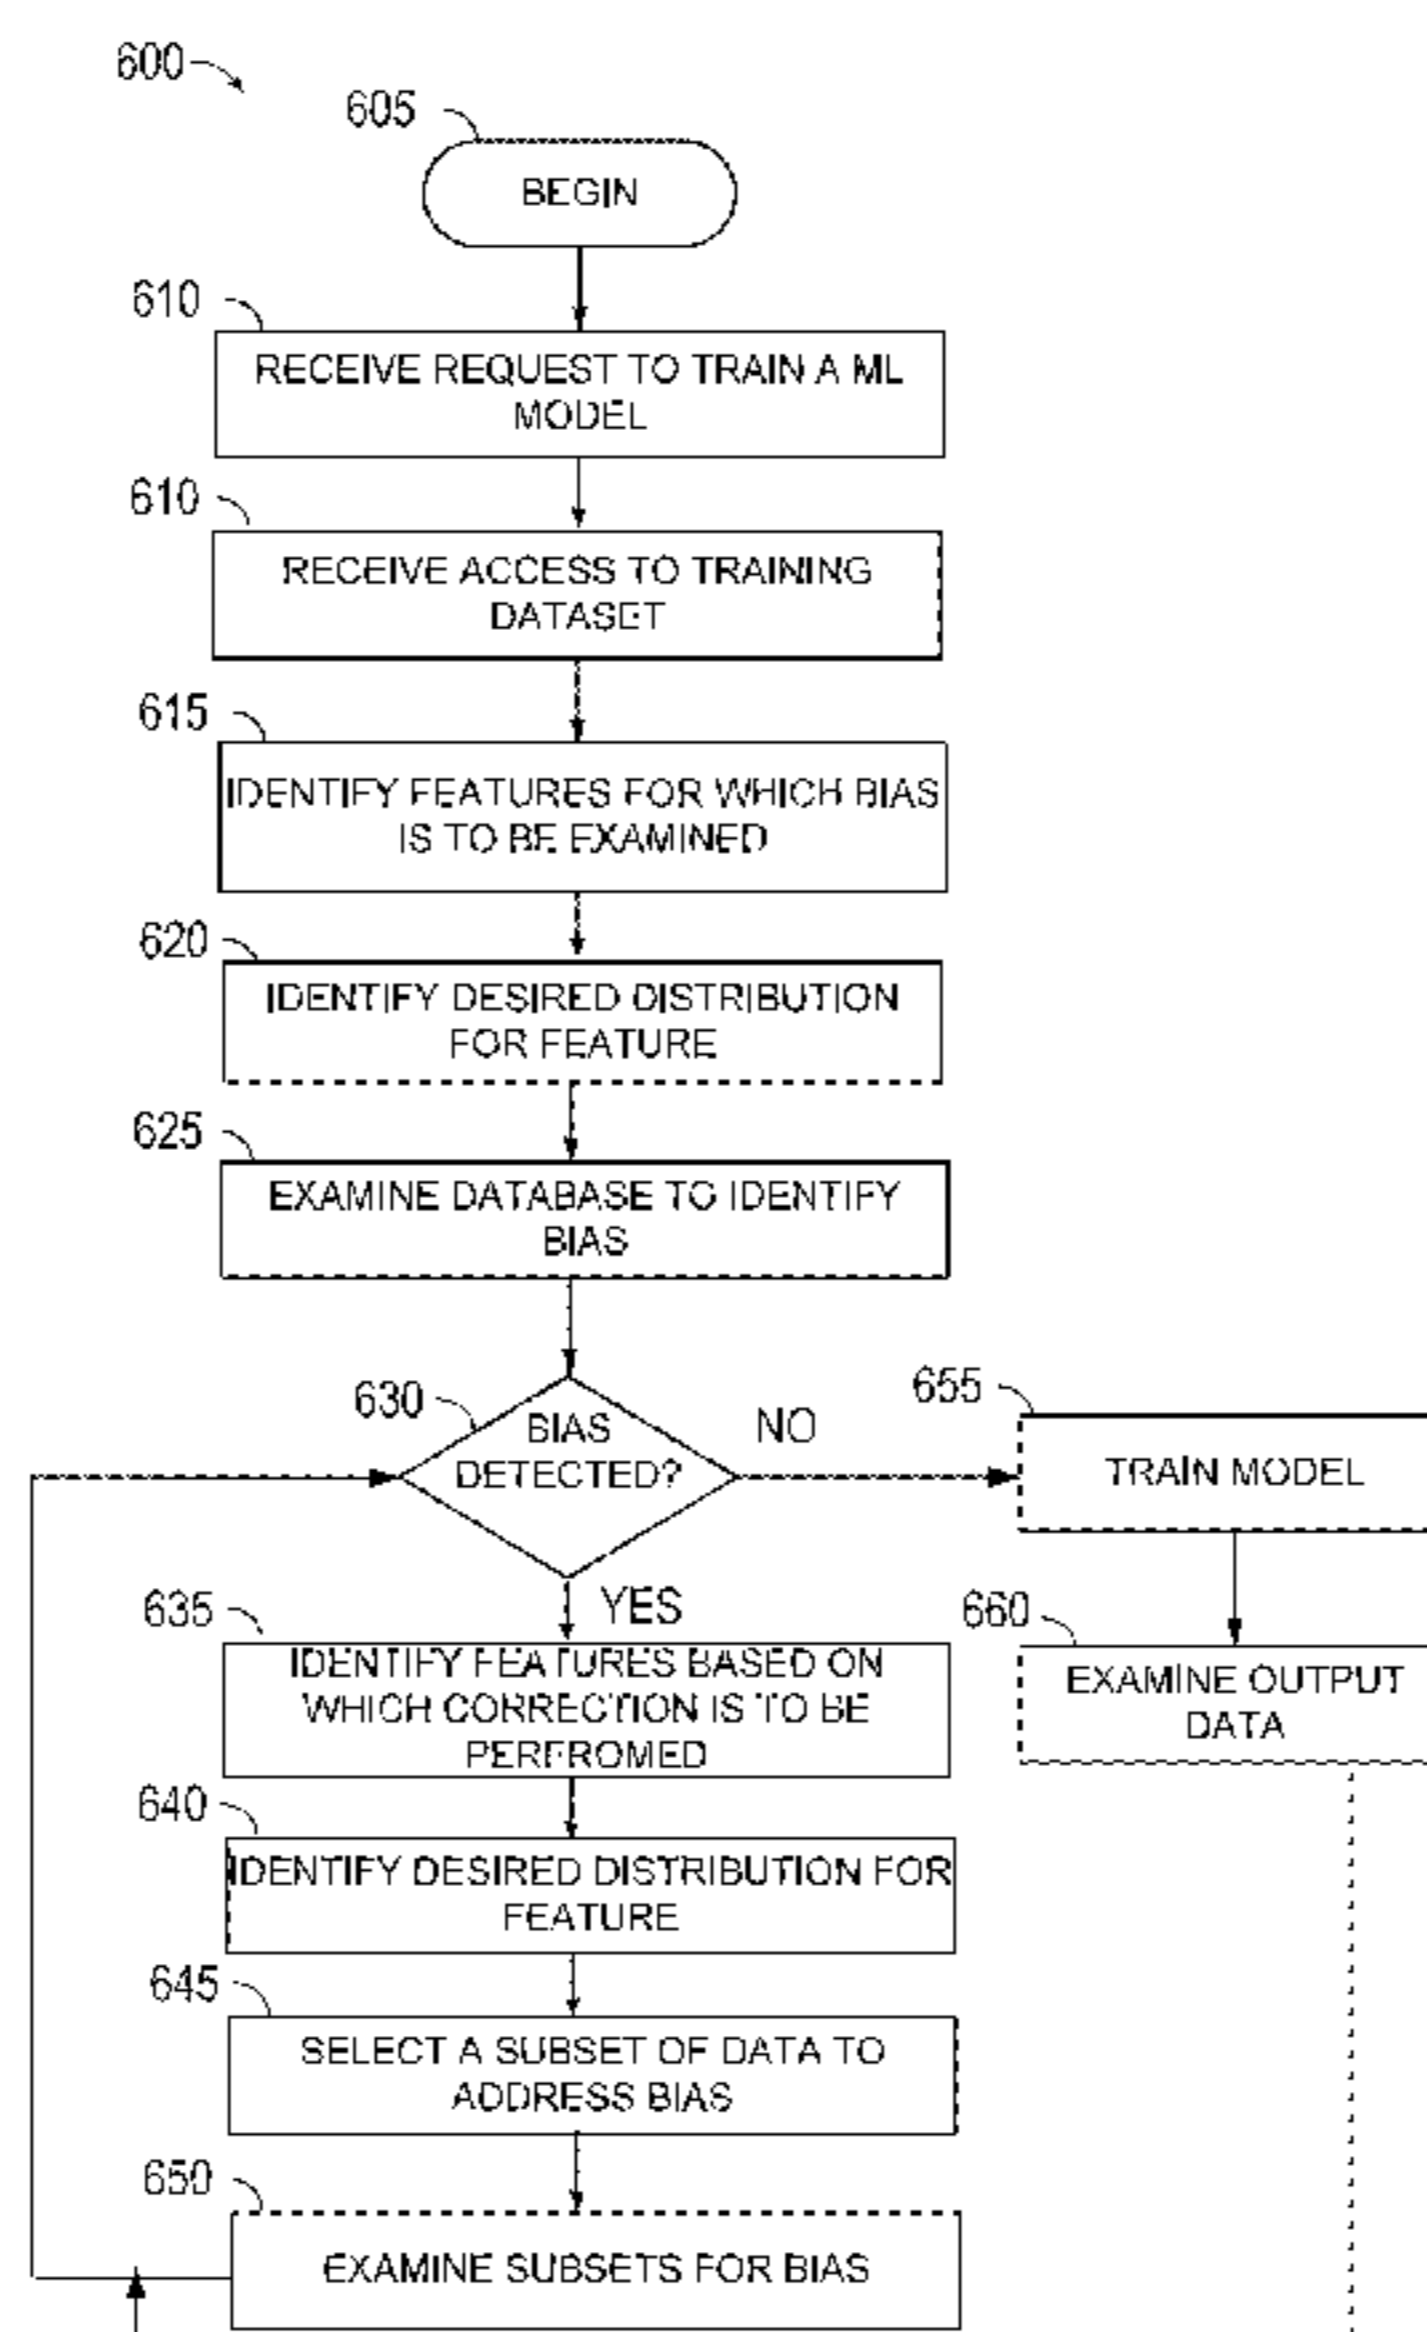 600
605
BEGIN
610
RECEIVE REQUEST TO TRAIN A ML
MODEL
610
RECEIVE ACCESS TO TRAINING
DATASET
615
IDENTIFY FEATURES FOR WHICH BIAS
IS TO BE EXAMINED
620
IDENTIFY DESIRED DISTRIBUTION
FOR FEATURE
625
EXAMINE DATABASE TO IDENTIFY
BIAS
630
BIAS
DETECTED?
NO
655
TRAIN MODEL
YES
635
IDENTIFY FEATURES BASED ON
WHICH CORRECTION IS TO BE
PERFROMED
660
EXAMINE OUTPUT
DATA
640
IDENTIFY DESIRED DISTRIBUTION FOR
FEATURE
645
SELECT A SUBSET OF DATA TO
ADDRESS BIAS
650
EXAMINE SUBSETS FOR BIAS